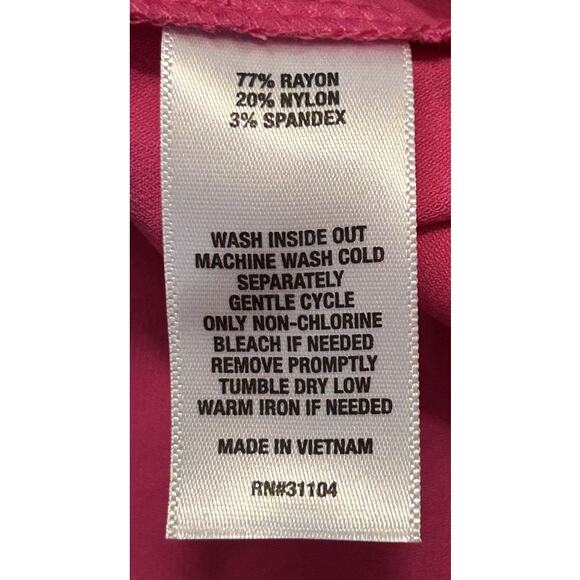 77% RAYON
20% NYLON
3% SPANDEX
WASH INSIDE OUT
MACHINE WASH COLD
SEPARATELY
GENTLE CYCLE
ONLY NON-CHLORINE
BLEACH IF NEEDED
REMOVE PROMPTLY
TUMBLE DRY LOW
WARM IRON IF NEEDED
MADE IN VIETNAM
RN#31104